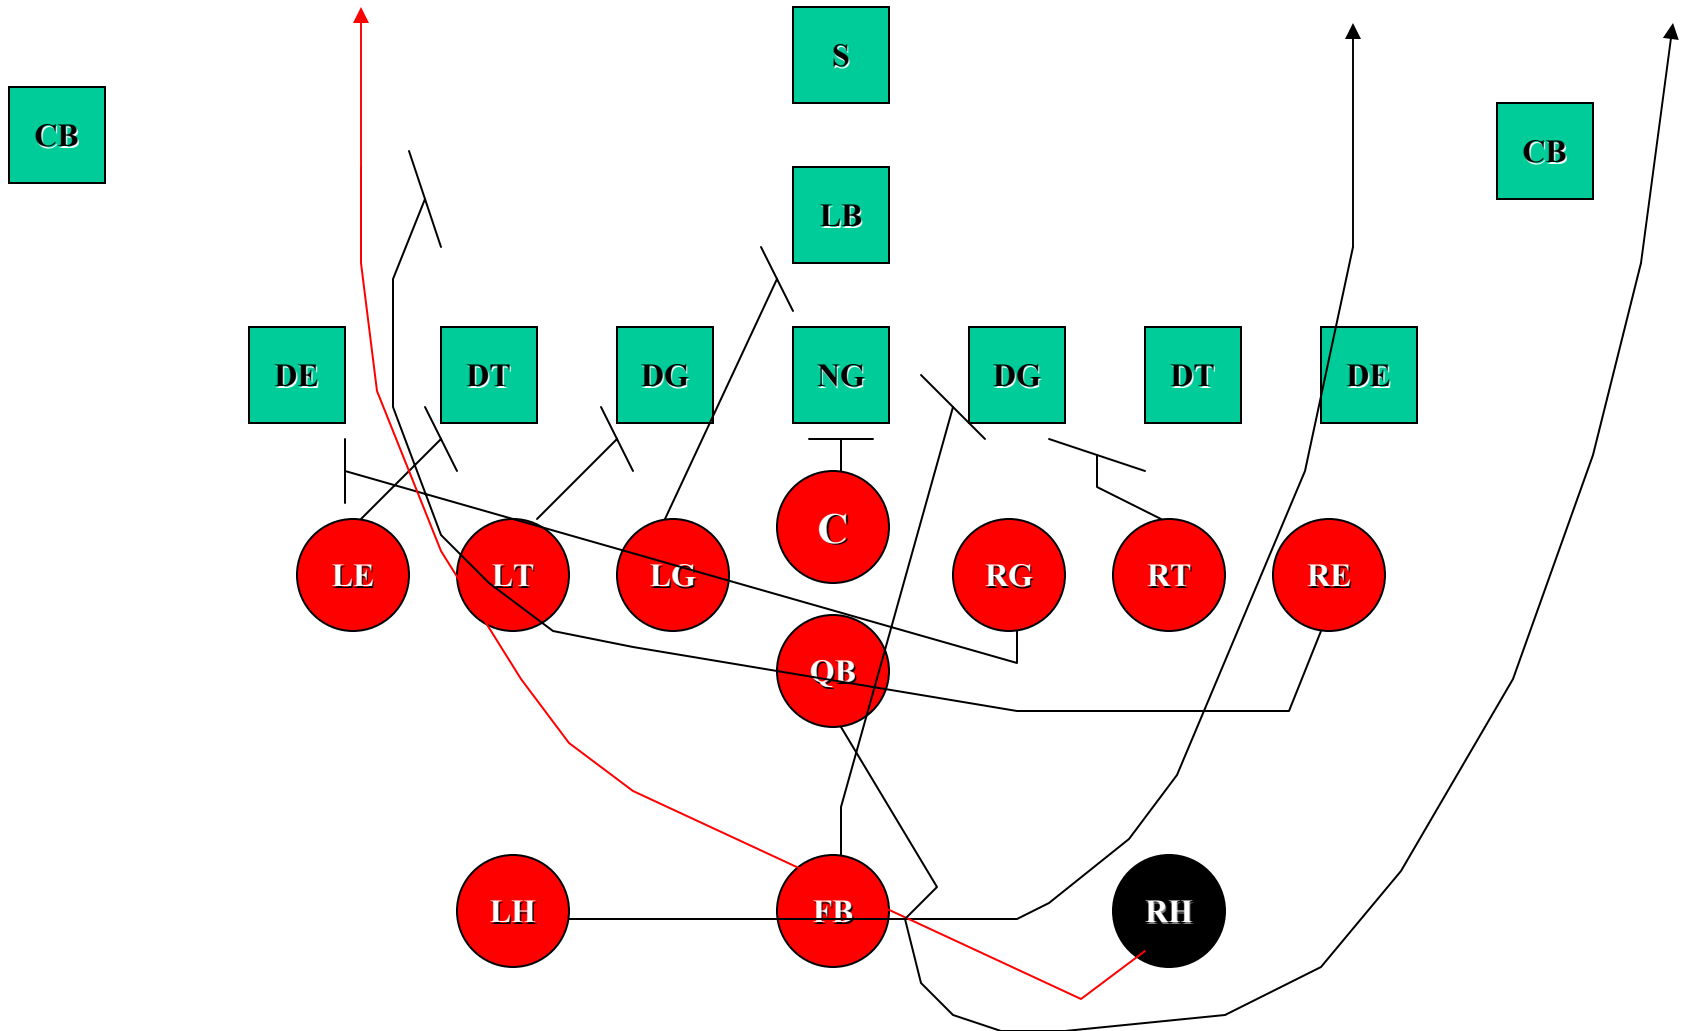 S
CB
CB
LB
DE
DT
DG
NG
DG
DT
DE
C
LE
LT
LG
RG
RT
RE
QB
LH
FB
RH